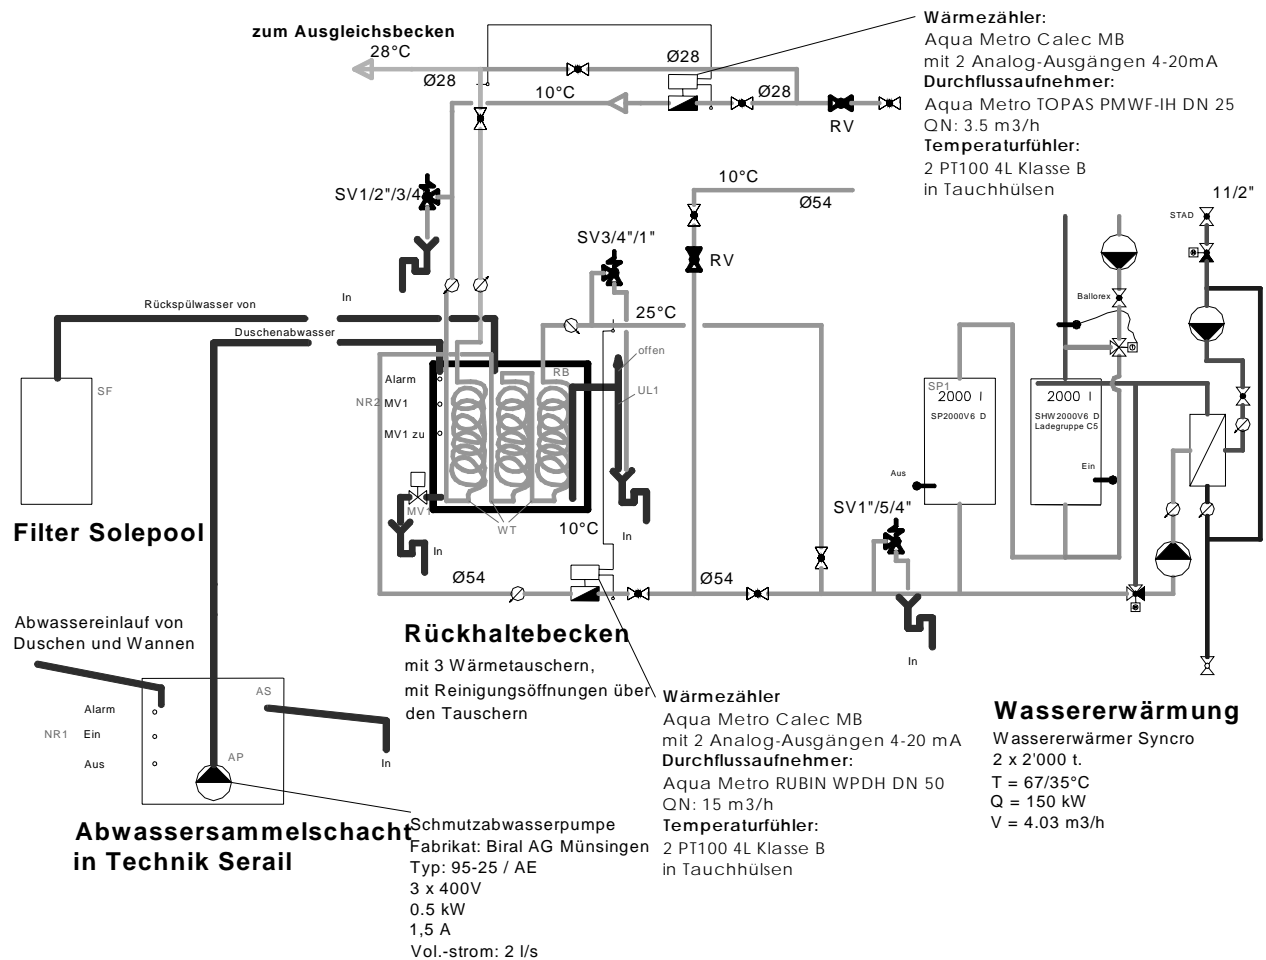 zum Ausgleichsbecken
28°C
Ø28
Ø28
10°C
Ø28
RV
Wärmezähler:
Aqua Metro Calec MB
mit 2 Analog-Ausgängen 4-20mA
Durchflussaufnehmer:
Aqua Metro TOPAS PMWF-IH DN 25
QN: 3.5 m3/h
Temperaturfühler:
2 PT100 4L Klasse B
in Tauchhülsen
SV1/2"/3/4
10°C
Ø54
SV3/4"/1"
RV
11/2"
STAD
Ballorex
In
Rückspülwasser von
Duschenabwasser
25°C
offen
UL1
RB
Alarm
NR2
MV1
MV1 zu
MV1
WT
10°C
In
In
SF
Filter Solepool
SP1
2000 l
SP2000V6 D
2000 l
SHW2000V6 D
Ladegruppe C5
Aus
Ein
SV1"/5/4"
Ø54
Ø54
In
Rückhaltebecken
mit 3 Wärmetauschern,
mit Reinigungsöffnungen über
den Tauschern
Abwassereinlauf von
Duschen und Wannen
AS
Alarm
NR1
Ein
Aus
AP
In
Abwassersammelschacht
in Technik Serail
Schmutzabwasserpumpe
Fabrikat: Biral AG Münsingen
Typ: 95-25 / AE
3 x 400V
0.5 kW
1,5 A
Vol.-strom: 2 l/s
Wärmezähler
Aqua Metro Calec MB
mit 2 Analog-Ausgängen 4-20 mA
Durchflussaufnehmer:
Aqua Metro RUBIN WPDH DN 50
QN: 15 m3/h
Temperaturfühler:
2 PT100 4L Klasse B
in Tauchhülsen
Wassererwärmung
Wassererwärmer Syncro
2 x 2'000 t.
T = 67/35°C
Q = 150 kW
V = 4.03 m3/h